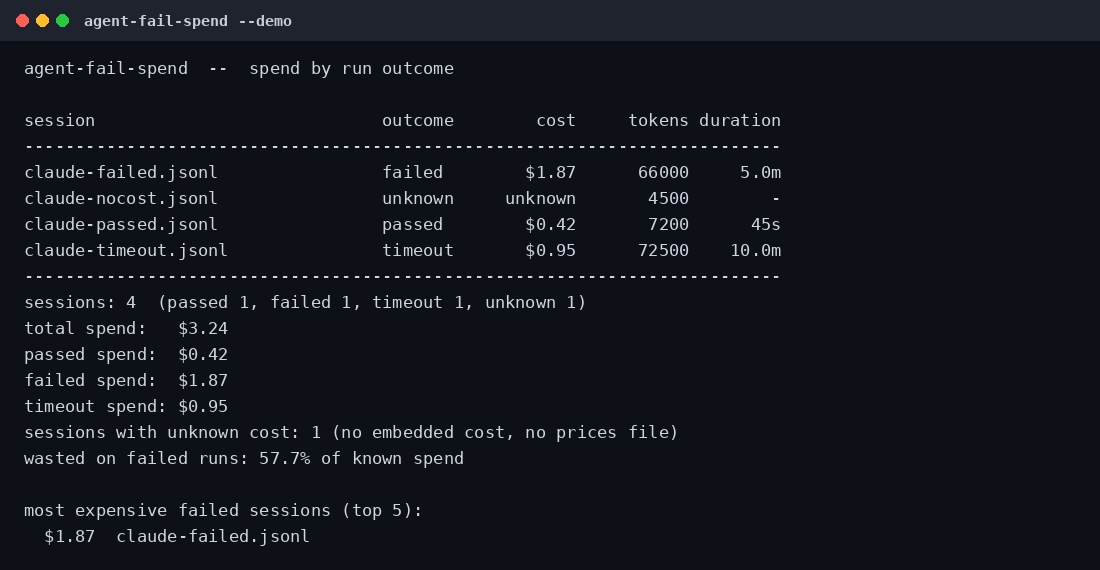 agent-fail-spend --demo
agent-fail-spend  --  spend by run outcome
session                            outcome        cost     tokens duration
--------------------------------------------------------------------------
claude-failed.jsonl                failed        $1.87      66000     5.0m
claude-nocost.jsonl                unknown     unknown       4500        -
claude-passed.jsonl                passed        $0.42       7200      45s
claude-timeout.jsonl               timeout       $0.95      72500    10.0m
--------------------------------------------------------------------------
sessions: 4  (passed 1, failed 1, timeout 1, unknown 1)
total spend:   $3.24
passed spend:  $0.42
failed spend:  $1.87
timeout spend: $0.95
sessions with unknown cost: 1 (no embedded cost, no prices file)
wasted on failed runs: 57.7% of known spend
most expensive failed sessions (top 5):
  $1.87  claude-failed.jsonl